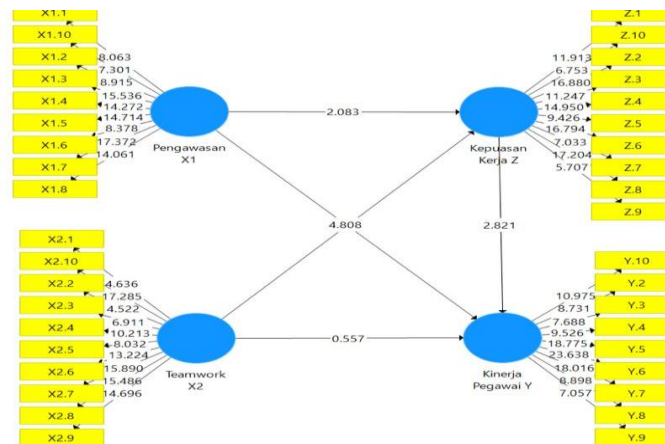 X1.1
X1.10
X1.2
X1.3
X1.4
X1.5
X1.6
X1.7
X1.8
8.063
7.301
8.915
15.536
14.272
14.714
8.378
17.372
14.061
Pengawasan
X1
2.083
Kepuasan
Kerja Z
11.913
6.753
16.880
11.247
14.950
9.426
16.794
7.033
17.204
5.707
Z.1
Z.10
Z.2
Z.3
Z.4
Z.5
Z.6
Z.7
Z.8
Z.9
4.808
2.821
X2.1
X2.10
X2.2
X2.3
X2.4
X2.5
X2.6
X2.7
X2.8
X2.9
4.636
17.285
4.522
6.911
10.213
8.032
13.224
15.890
15.486
14.696
Teamwork
X2
0.557
Kinerja
Pegawai Y
10.975
8.731
7.688
9.526
18.775
23.638
18.016
8.898
7.057
Y.10
Y.2
Y.3
Y.4
Y.5
Y.6
Y.7
Y.8
Y.9